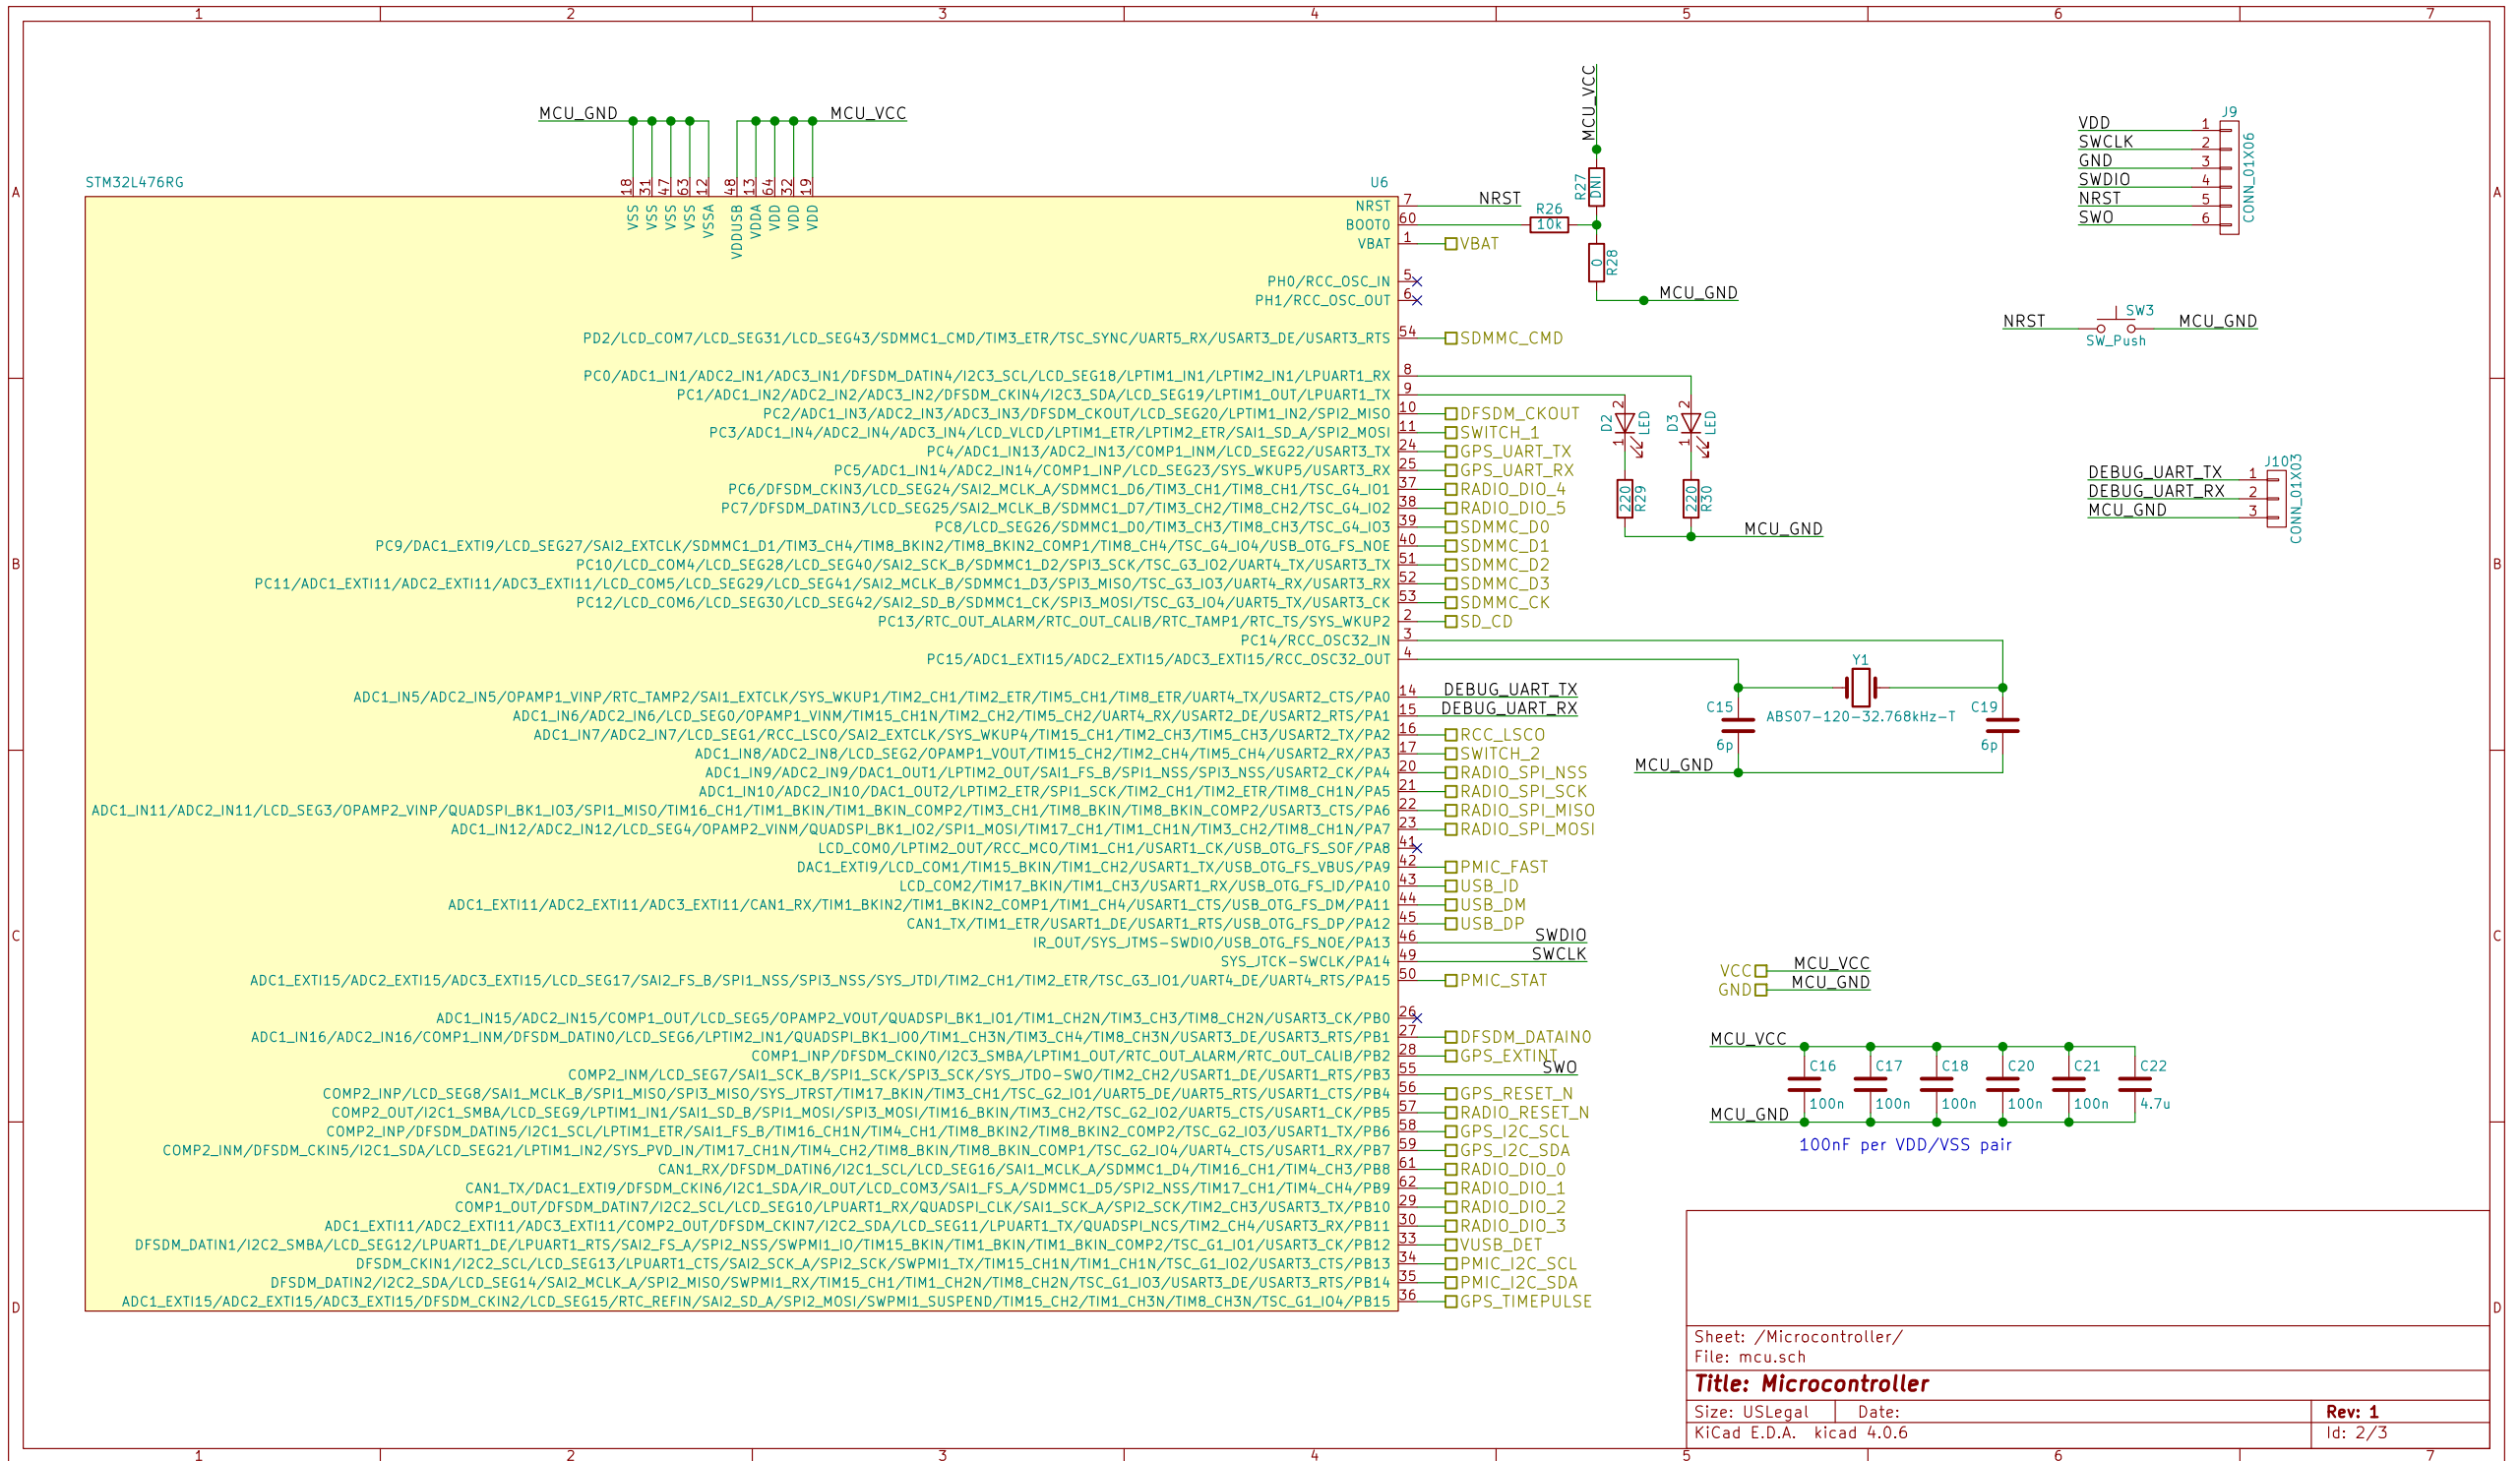 1 2 3 4 5 6 7
A
B
C
D
STM32L476RG
U6
MCU_GND
MCU_VCC
18 31 47 63 12 48 13 64 32 19
VSS VSS VSS VSS VSSA VDDUSB VDDA VDD VDD VDD
NRST 7 NRST
BOOT0 60
VBAT 1 VBAT
PH0/RCC_OSC_IN 5
PH1/RCC_OSC_OUT 6
PD2/LCD_COM7/LCD_SEG31/LCD_SEG43/SDMMC1_CMD/TIM3_ETR/TSC_SYNC/UART5_RX/USART3_DE/USART3_RTS 54 SDMMC_CMD
PC0/ADC1_IN1/ADC2_IN1/ADC3_IN1/DFSDM_DATIN4/I2C3_SCL/LCD_SEG18/LPTIM1_IN1/LPTIM2_IN1/LPUART1_RX 8
PC1/ADC1_IN2/ADC2_IN2/ADC3_IN2/DFSDM_CKIN4/I2C3_SDA/LCD_SEG19/LPTIM1_OUT/LPUART1_TX 9
PC2/ADC1_IN3/ADC2_IN3/ADC3_IN3/DFSDM_CKOUT/LCD_SEG20/LPTIM1_IN2/SPI2_MISO 10 DFSDM_CKOUT
PC3/ADC1_IN4/ADC2_IN4/ADC3_IN4/LCD_VLCD/LPTIM1_ETR/LPTIM2_ETR/SAI1_SD_A/SPI2_MOSI 11 SWITCH_1
PC4/ADC1_IN13/ADC2_IN13/COMP1_INM/LCD_SEG22/USART3_TX 24 GPS_UART_TX
PC5/ADC1_IN14/ADC2_IN14/COMP1_INP/LCD_SEG23/SYS_WKUP5/USART3_RX 25 GPS_UART_RX
PC6/DFSDM_CKIN3/LCD_SEG24/SAI2_MCLK_A/SDMMC1_D6/TIM3_CH1/TIM8_CH1/TSC_G4_IO1 37 RADIO_DIO_4
PC7/DFSDM_DATIN3/LCD_SEG25/SAI2_MCLK_B/SDMMC1_D7/TIM3_CH2/TIM8_CH2/TSC_G4_IO2 38 RADIO_DIO_5
PC8/LCD_SEG26/SDMMC1_D0/TIM3_CH3/TIM8_CH3/TSC_G4_IO3 39 SDMMC_D0
PC9/DAC1_EXTI9/LCD_SEG27/SAI2_EXTCLK/SDMMC1_D1/TIM3_CH4/TIM8_BKIN2/TIM8_BKIN2_COMP1/TIM8_CH4/TSC_G4_IO4/USB_OTG_FS_NOE 40 SDMMC_D1
PC10/LCD_COM4/LCD_SEG28/LCD_SEG40/SAI2_SCK_B/SDMMC1_D2/SPI3_SCK/TSC_G3_IO2/UART4_TX/USART3_TX 51 SDMMC_D2
PC11/ADC1_EXTI11/ADC2_EXTI11/ADC3_EXTI11/LCD_COM5/LCD_SEG29/LCD_SEG41/SAI2_MCLK_B/SDMMC1_D3/SPI3_MISO/TSC_G3_IO3/UART4_RX/USART3_RX 52 SDMMC_D3
PC12/LCD_COM6/LCD_SEG30/LCD_SEG42/SAI2_SD_B/SDMMC1_CK/SPI3_MOSI/TSC_G3_IO4/UART5_TX/USART3_CK 53 SDMMC_CK
PC13/RTC_OUT_ALARM/RTC_OUT_CALIB/RTC_TAMP1/RTC_TS/SYS_WKUP2 2 SD_CD
PC14/RCC_OSC32_IN 3
PC15/ADC1_EXTI15/ADC2_EXTI15/ADC3_EXTI15/RCC_OSC32_OUT 4
ADC1_IN5/ADC2_IN5/OPAMP1_VINP/RTC_TAMP2/SAI1_EXTCLK/SYS_WKUP1/TIM2_CH1/TIM2_ETR/TIM5_CH1/TIM8_ETR/UART4_TX/USART2_CTS/PA0 14 DEBUG_UART_TX
ADC1_IN6/ADC2_IN6/LCD_SEG0/OPAMP1_VINM/TIM15_CH1N/TIM2_CH2/TIM5_CH2/UART4_RX/USART2_DE/USART2_RTS/PA1 15 DEBUG_UART_RX
ADC1_IN7/ADC2_IN7/LCD_SEG1/RCC_LSCO/SAI2_EXTCLK/SYS_WKUP4/TIM15_CH1/TIM2_CH3/TIM5_CH3/USART2_TX/PA2 16 RCC_LSCO
ADC1_IN8/ADC2_IN8/LCD_SEG2/OPAMP1_VOUT/TIM15_CH2/TIM2_CH4/TIM5_CH4/USART2_RX/PA3 17 SWITCH_2
ADC1_IN9/ADC2_IN9/DAC1_OUT1/LPTIM2_OUT/SAI1_FS_B/SPI1_NSS/SPI3_NSS/USART2_CK/PA4 20 RADIO_SPI_NSS
ADC1_IN10/ADC2_IN10/DAC1_OUT2/LPTIM2_ETR/SPI1_SCK/TIM2_CH1/TIM2_ETR/TIM8_CH1N/PA5 21 RADIO_SPI_SCK
ADC1_IN11/ADC2_IN11/LCD_SEG3/OPAMP2_VINP/QUADSPI_BK1_IO3/SPI1_MISO/TIM16_CH1/TIM1_BKIN/TIM1_BKIN_COMP2/TIM3_CH1/TIM8_BKIN/TIM8_BKIN_COMP2/USART3_CTS/PA6 22 RADIO_SPI_MISO
ADC1_IN12/ADC2_IN12/LCD_SEG4/OPAMP2_VINM/QUADSPI_BK1_IO2/SPI1_MOSI/TIM17_CH1/TIM1_CH1N/TIM3_CH2/TIM8_CH1N/PA7 23 RADIO_SPI_MOSI
LCD_COM0/LPTIM2_OUT/RCC_MCO/TIM1_CH1/USART1_CK/USB_OTG_FS_SOF/PA8 41
DAC1_EXTI9/LCD_COM1/TIM15_BKIN/TIM1_CH2/USART1_TX/USB_OTG_FS_VBUS/PA9 42 PMIC_FAST
LCD_COM2/TIM17_BKIN/TIM1_CH3/USART1_RX/USB_OTG_FS_ID/PA10 43 USB_ID
ADC1_EXTI11/ADC2_EXTI11/ADC3_EXTI11/CAN1_RX/TIM1_BKIN2/TIM1_BKIN2_COMP1/TIM1_CH4/USART1_CTS/USB_OTG_FS_DM/PA11 44 USB_DM
CAN1_TX/TIM1_ETR/USART1_DE/USART1_RTS/USB_OTG_FS_DP/PA12 45 USB_DP
IR_OUT/SYS_JTMS-SWDIO/USB_OTG_FS_NOE/PA13 46 SWDIO
SYS_JTCK-SWCLK/PA14 49 SWCLK
ADC1_EXTI15/ADC2_EXTI15/ADC3_EXTI15/LCD_SEG17/SAI2_FS_B/SPI1_NSS/SPI3_NSS/SYS_JTDI/TIM2_CH1/TIM2_ETR/TSC_G3_IO1/UART4_DE/UART4_RTS/PA15 50 PMIC_STAT
ADC1_IN15/ADC2_IN15/COMP1_OUT/LCD_SEG5/OPAMP2_VOUT/QUADSPI_BK1_IO1/TIM1_CH2N/TIM3_CH3/TIM8_CH2N/USART3_CK/PB0 26
ADC1_IN16/ADC2_IN16/COMP1_INM/DFSDM_DATIN0/LCD_SEG6/LPTIM2_IN1/QUADSPI_BK1_IO0/TIM1_CH3N/TIM3_CH4/TIM8_CH3N/USART3_DE/USART3_RTS/PB1 27 DFSDM_DATAIN0
COMP1_INP/DFSDM_CKIN0/I2C3_SMBA/LPTIM1_OUT/RTC_OUT_ALARM/RTC_OUT_CALIB/PB2 28 GPS_EXTINT
COMP2_INM/LCD_SEG7/SAI1_SCK_B/SPI1_SCK/SPI3_SCK/SYS_JTDO-SWO/TIM2_CH2/USART1_DE/USART1_RTS/PB3 55 SWO
COMP2_INP/LCD_SEG8/SAI1_MCLK_B/SPI1_MISO/SPI3_MISO/SYS_JTRST/TIM17_BKIN/TIM3_CH1/TSC_G2_IO1/UART5_DE/UART5_RTS/USART1_CTS/PB4 56 GPS_RESET_N
COMP2_OUT/I2C1_SMBA/LCD_SEG9/LPTIM1_IN1/SAI1_SD_B/SPI1_MOSI/SPI3_MOSI/TIM16_BKIN/TIM3_CH2/TSC_G2_IO2/UART5_CTS/USART1_CK/PB5 57 RADIO_RESET_N
COMP2_INP/DFSDM_DATIN5/I2C1_SCL/LPTIM1_ETR/SAI1_FS_B/TIM16_CH1N/TIM4_CH1/TIM8_BKIN2/TIM8_BKIN2_COMP2/TSC_G2_IO3/USART1_TX/PB6 58 GPS_I2C_SCL
COMP2_INM/DFSDM_CKIN5/I2C1_SDA/LCD_SEG21/LPTIM1_IN2/SYS_PVD_IN/TIM17_CH1N/TIM4_CH2/TIM8_BKIN/TIM8_BKIN_COMP1/TSC_G2_IO4/UART4_CTS/USART1_RX/PB7 59 GPS_I2C_SDA
CAN1_RX/DFSDM_DATIN6/I2C1_SCL/LCD_SEG16/SAI1_MCLK_A/SDMMC1_D4/TIM16_CH1/TIM4_CH3/PB8 61 RADIO_DIO_0
CAN1_TX/DAC1_EXTI9/DFSDM_CKIN6/I2C1_SDA/IR_OUT/LCD_COM3/SAI1_FS_A/SDMMC1_D5/SPI2_NSS/TIM17_CH1/TIM4_CH4/PB9 62 RADIO_DIO_1
COMP1_OUT/DFSDM_DATIN7/I2C2_SCL/LCD_SEG10/LPUART1_RX/QUADSPI_CLK/SAI1_SCK_A/SPI2_SCK/TIM2_CH3/USART3_TX/PB10 29 RADIO_DIO_2
ADC1_EXTI11/ADC2_EXTI11/ADC3_EXTI11/COMP2_OUT/DFSDM_CKIN7/I2C2_SDA/LCD_SEG11/LPUART1_TX/QUADSPI_NCS/TIM2_CH4/USART3_RX/PB11 30 RADIO_DIO_3
DFSDM_DATIN1/I2C2_SMBA/LCD_SEG12/LPUART1_DE/LPUART1_RTS/SAI2_FS_A/SPI2_NSS/SWPMI1_IO/TIM15_BKIN/TIM1_BKIN/TIM1_BKIN_COMP2/TSC_G1_IO1/USART3_CK/PB12 33 VUSB_DET
DFSDM_CKIN1/I2C2_SCL/LCD_SEG13/LPUART1_CTS/SAI2_SCK_A/SPI2_SCK/SWPMI1_TX/TIM15_CH1N/TIM1_CH1N/TSC_G1_IO2/USART3_CTS/PB13 34 PMIC_I2C_SCL
DFSDM_DATIN2/I2C2_SDA/LCD_SEG14/SAI2_MCLK_A/SPI2_MISO/SWPMI1_RX/TIM15_CH1/TIM1_CH2N/TIM8_CH2N/TSC_G1_IO3/USART3_DE/USART3_RTS/PB14 35 PMIC_I2C_SDA
ADC1_EXTI15/ADC2_EXTI15/ADC3_EXTI15/DFSDM_CKIN2/LCD_SEG15/RTC_REFIN/SAI2_SD_A/SPI2_MOSI/SWPMI1_SUSPEND/TIM15_CH2/TIM1_CH3N/TIM8_CH3N/TSC_G1_IO4/PB15 36 GPS_TIMEPULSE
MCU_VCC
R27 DNI
R26
10k
0 R28
MCU_GND
D2 2 1 LED
D3 2 1 LED
220 R29
220 R30
MCU_GND
Y1
ABS07-120-32.768kHz-T
C15 6p
C19 6p
MCU_GND
J9
CONN_01X06
VDD 1
SWCLK 2
GND 3
SWDIO 4
NRST 5
SWO 6
NRST SW3 MCU_GND
SW_Push
J10
CONN_01X03
DEBUG_UART_TX 1
DEBUG_UART_RX 2
MCU_GND 3
VCC MCU_VCC
GND MCU_GND
MCU_VCC
C16 C17 C18 C20 C21 C22
100n 100n 100n 100n 100n 4.7u
MCU_GND
100nF per VDD/VSS pair
Sheet: /Microcontroller/
File: mcu.sch
Title: Microcontroller
Size: USLegal Date: Rev: 1
KiCad E.D.A. kicad 4.0.6 Id: 2/3
A
B
C
D
1 2 3 4 5 6 7